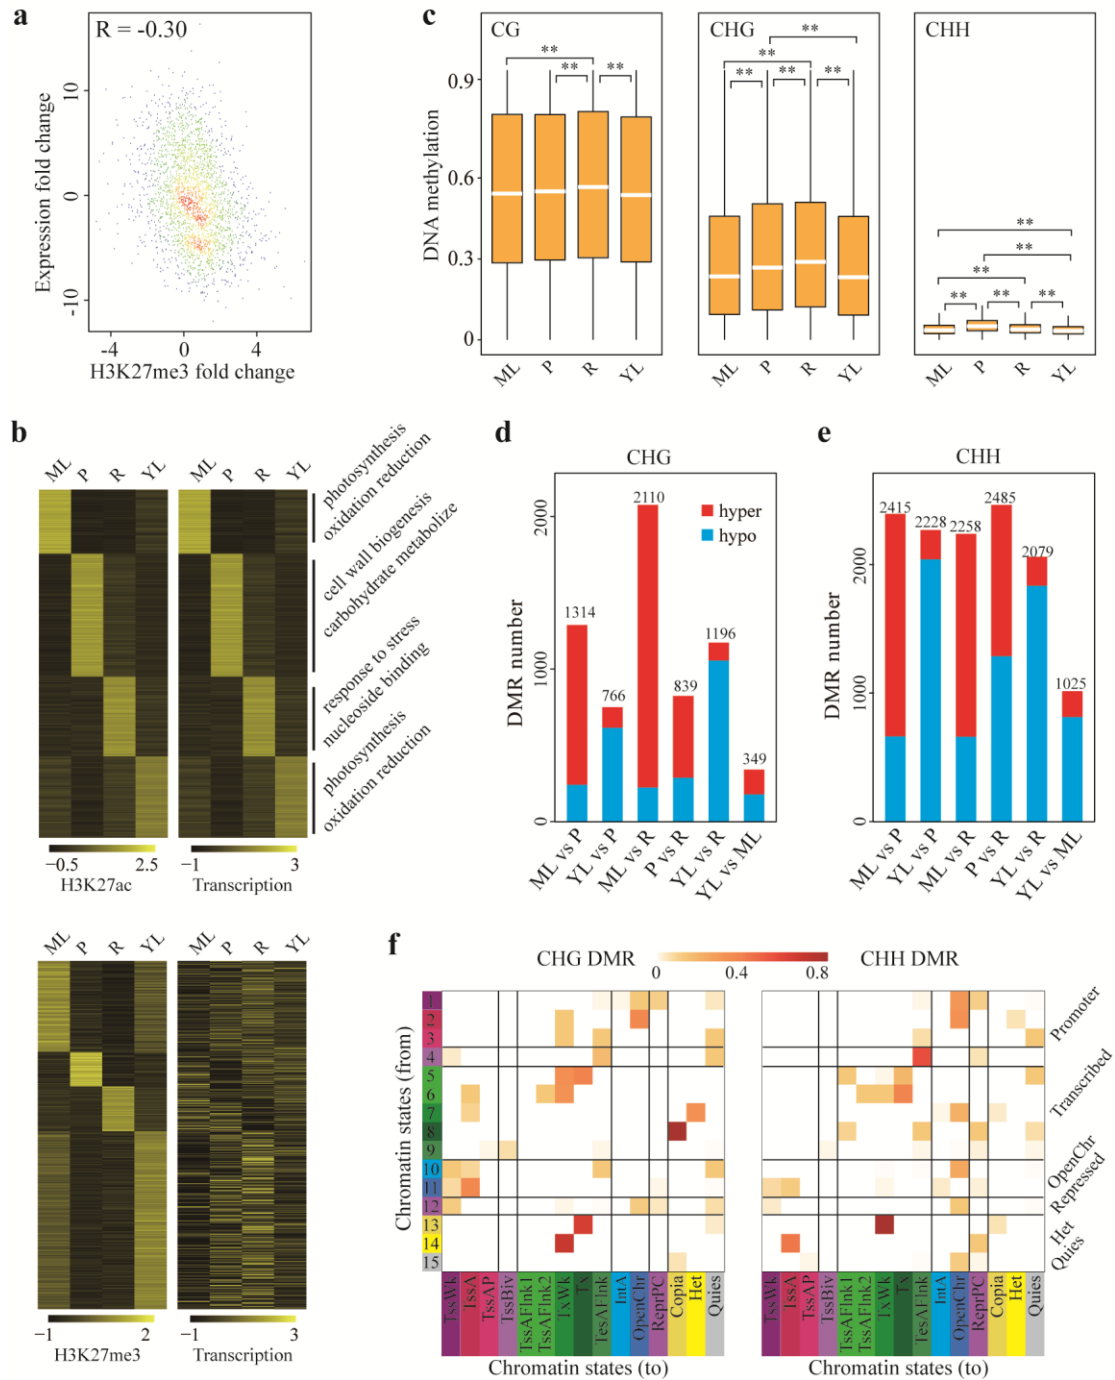 a
R = -0.30
Expression fold change
10
0
-10
-4 0 4
H3K27me3 fold change
b
ML P R YL
ML P R YL
photosynthesis
oxidation reduction
cell wall biogenesis
carbohydrate metabolize
response to stress
nucleoside binding
photosynthesis
oxidation reduction
−0.5 2.5
H3K27ac
−1 3
Transcription
ML P R YL
ML P R YL
−1 2
H3K27me3
−1 3
Transcription
c
DNA methylation
0.9
0.6
0.3
0
CG
** ** **
ML P R YL
CHG
** ** ** ** **
ML P R YL
CHH
** ** ** ** ** **
ML P R YL
d
CHG
DMR number
2000
1000
0
hyper
hypo
1314 766 2110 839 1196 349
ML vs P
YL vs P
ML vs R
P vs R
YL vs R
YL vs ML
e
CHH
DMR number
2000
1000
0
2415 2228 2258 2485 2079 1025
ML vs P
YL vs P
ML vs R
P vs R
YL vs R
YL vs ML
f
CHG DMR
0 0.4 0.8
CHH DMR
Chromatin states (from)
1
2
3
4
5
6
7
8
9
10
11
12
13
14
15
Promoter
Transcribed
OpenChr
Repressed
Het
Quies
TssWk
TssA
TssAP
TssBiv
TssAFlnk1
TssAFlnk2
TxWk
Tx
TesAFlnk
IntA
OpenChr
ReprPC
Copia
Het
Quies
Chromatin states (to)
TssWk
TssA
TssAP
TssBiv
TssAFlnk1
TssAFlnk2
TxWk
Tx
TesAFlnk
IntA
OpenChr
ReprPC
Copia
Het
Quies
Chromatin states (to)